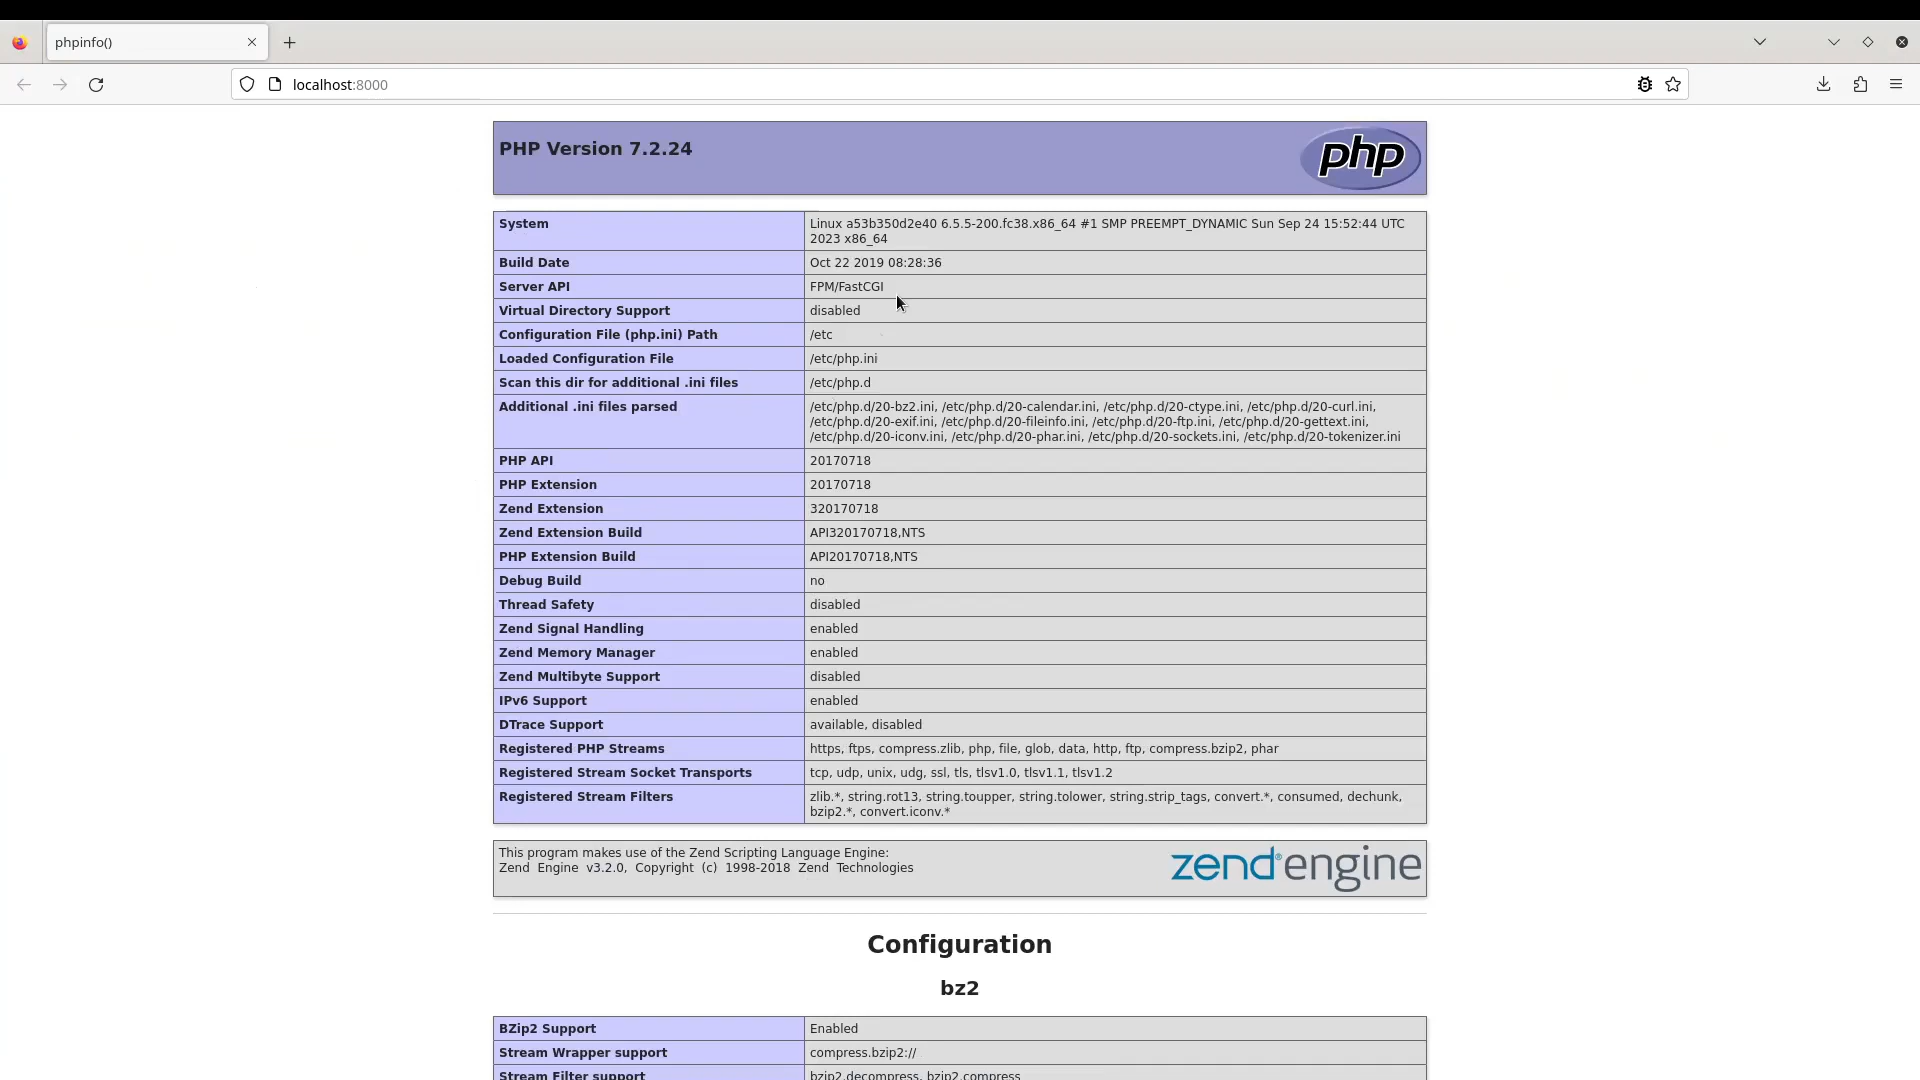 phpinfo()
localhost:8000
PHP Version 7.2.24
php
System
Linux a53b350d2e40 6.5.5-200.fc38.x86_64 #1 SMP PREEMPT_DYNAMIC Sun Sep 24 15:52:44 UTC
2023 x86_64
Build Date
Oct 22 2019 08:28:36
Server API
FPM/FastCGI
Virtual Directory Support
disabled
Configuration File (php.ini) Path
/etc
Loaded Configuration File
/etc/php.ini
Scan this dir for additional .ini files
/etc/php.d
Additional .ini files parsed
/etc/php.d/20-bz2.ini, /etc/php.d/20-calendar.ini, /etc/php.d/20-ctype.ini, /etc/php.d/20-curl.ini,
/etc/php.d/20-exif.ini, /etc/php.d/20-fileinfo.ini, /etc/php.d/20-ftp.ini, /etc/php.d/20-gettext.ini,
/etc/php.d/20-iconv.ini, /etc/php.d/20-phar.ini, /etc/php.d/20-sockets.ini, /etc/php.d/20-tokenizer.ini
PHP API
20170718
PHP Extension
20170718
Zend Extension
320170718
Zend Extension Build
API320170718,NTS
PHP Extension Build
API20170718,NTS
Debug Build
no
Thread Safety
disabled
Zend Signal Handling
enabled
Zend Memory Manager
enabled
Zend Multibyte Support
disabled
IPv6 Support
enabled
DTrace Support
available, disabled
Registered PHP Streams
https, ftps, compress.zlib, php, file, glob, data, http, ftp, compress.bzip2, phar
Registered Stream Socket Transports
tcp, udp, unix, udg, ssl, tls, tlsv1.0, tlsv1.1, tlsv1.2
Registered Stream Filters
zlib.*, string.rot13, string.toupper, string.tolower, string.strip_tags, convert.*, consumed, dechunk,
bzip2.*, convert.iconv.*
This program makes use of the Zend Scripting Language Engine:
Zend Engine v3.2.0, Copyright (c) 1998-2018 Zend Technologies
zend® engine
Configuration
bz2
BZip2 Support
Enabled
Stream Wrapper support
compress.bzip2://
Stream Filter support
bzip2.decompress, bzip2.compress